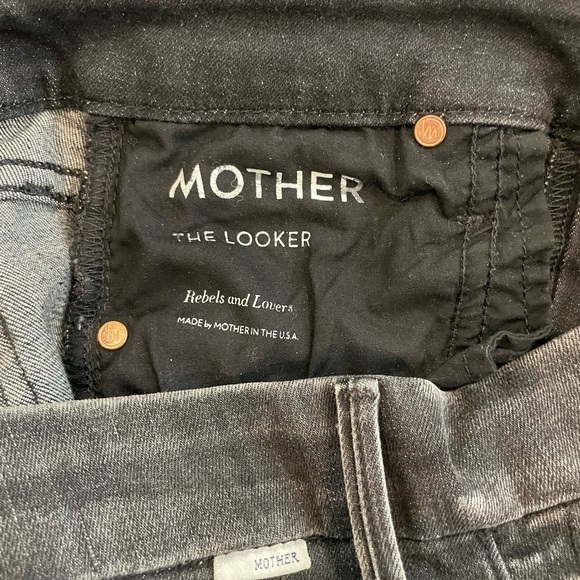 MOTHER
THE LOOKER
Rebels and Lovers
MADE by MOTHER IN THE U.S.A.
MOTHER